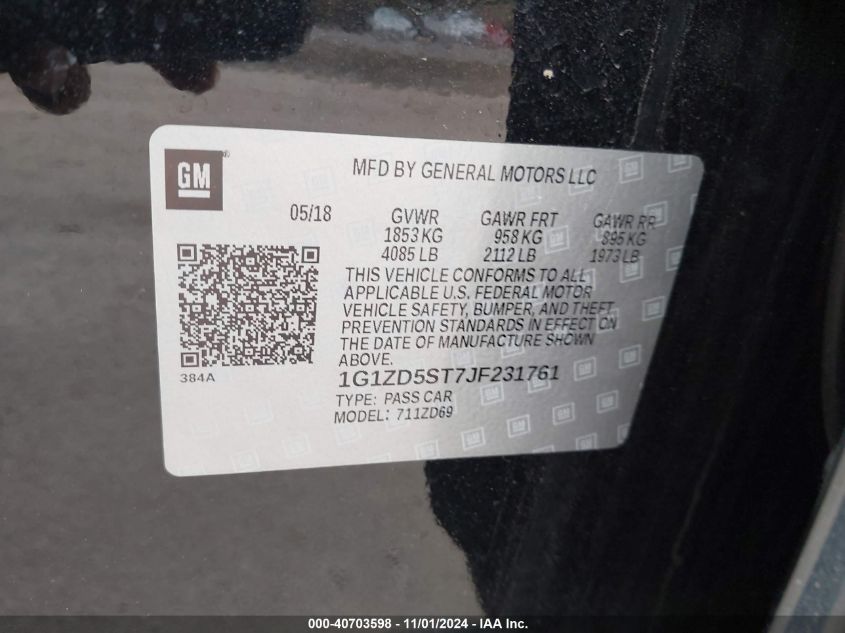 GM ®
MFD BY GENERAL MOTORS LLC
05/18 GVWR GAWR FRT GAWR RR
1853 KG 958 KG 895 KG
4085 LB 2112 LB 1973 LB
THIS VEHICLE CONFORMS TO ALL
APPLICABLE U.S. FEDERAL MOTOR
VEHICLE SAFETY, BUMPER, AND THEFT
PREVENTION STANDARDS IN EFFECT ON
THE DATE OF MANUFACTURE SHOWN
ABOVE.
384A
1G1ZD5ST7JF231761
TYPE: PASS CAR
MODEL: 711ZD69
000-40703598 - 11/01/2024 - IAA Inc.